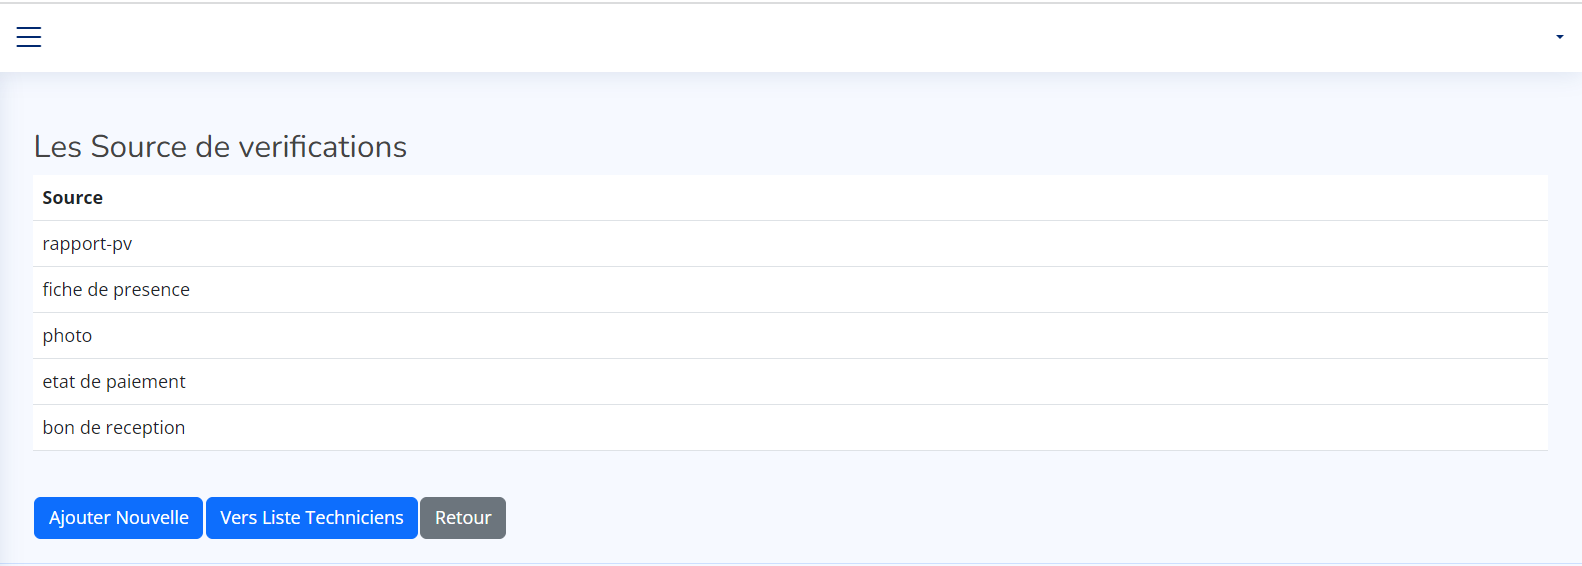 Les Source de verifications
Source
rapport-pv
fiche de presence
photo
etat de paiement
bon de reception
Ajouter Nouvelle Vers Liste Techniciens Retour